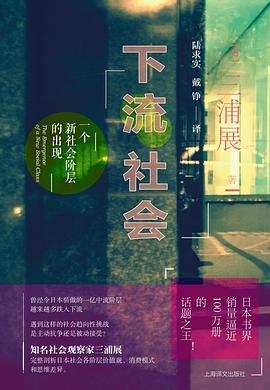 下流社会
一个
新社会阶层
的出现
The Emergence
of a New Social Class
陆求实 戴铮 译
三浦展 著
日本书界
销量逼近
100万册
的
话题之王！
曾经令日本骄傲的一亿中流阶层
越来越多跌入下流
遇到这样的社会趋向性挑战
是主动抗争还是被动接受？
知名社会观察家三浦展
完整剖析日本社会各阶层价值观、消费模式
和思维差异。
上海译文出版社